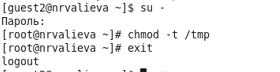 [guest2@nrvalieva ~]$ su -
Пароль:
[root@nrvalieva ~]# chmod -t /tmp
[root@nrvalieva ~]# exit
logout